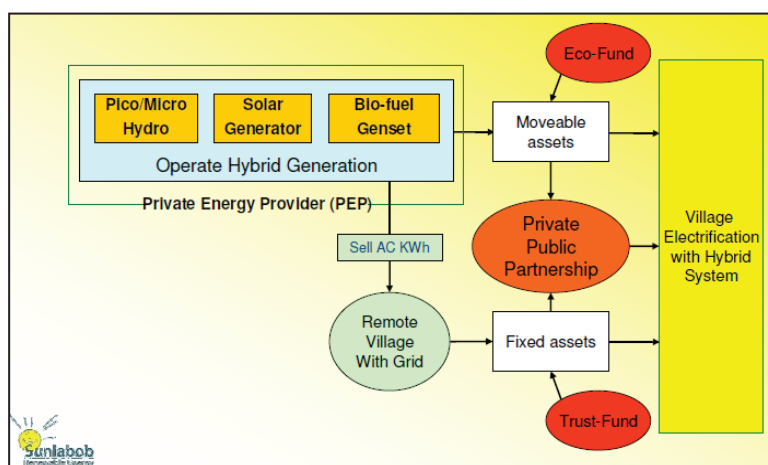 Eco-Fund
Pico/Micro
Hydro
Solar
Generator
Bio-fuel
Genset
Operate Hybrid Generation
Private Energy Provider (PEP)
Moveable
assets
Private
Public
Partnership
Village
Electrification
with Hybrid
System
Sell AC KWh
Remote
Village
With Grid
Fixed assets
Trust-Fund
Sunlabob
Renewable Energy